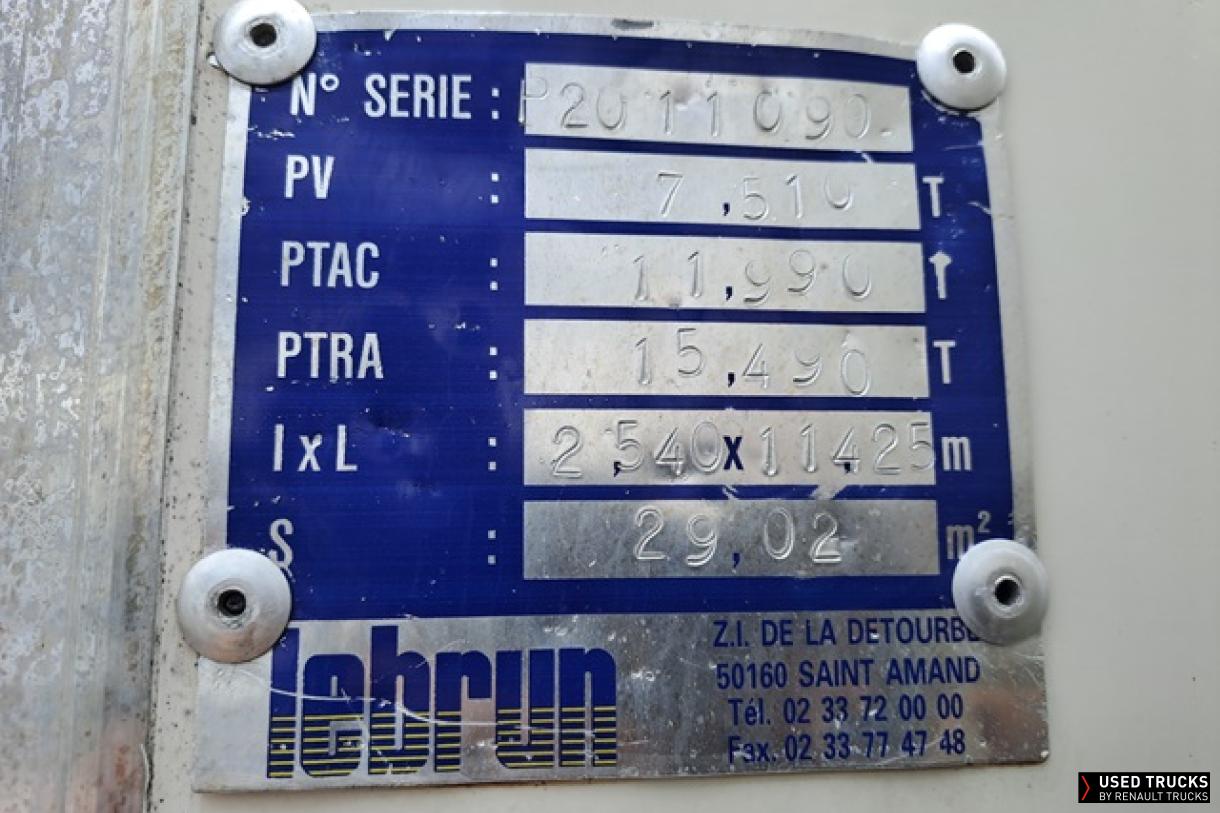 N° SERIE : P2011090
PV : 7,510 T
PTAC : 11,990 T
PTRA : 15,490 T
l x L : 2,540 x 11,425 m
S : 29,02 m²
lebrun
Z.I. DE LA DETOURBE
50160 SAINT AMAND
Tél. 02 33 72 00 00
Fax. 02 33 77 47 48
USED TRUCKS
BY RENAULT TRUCKS